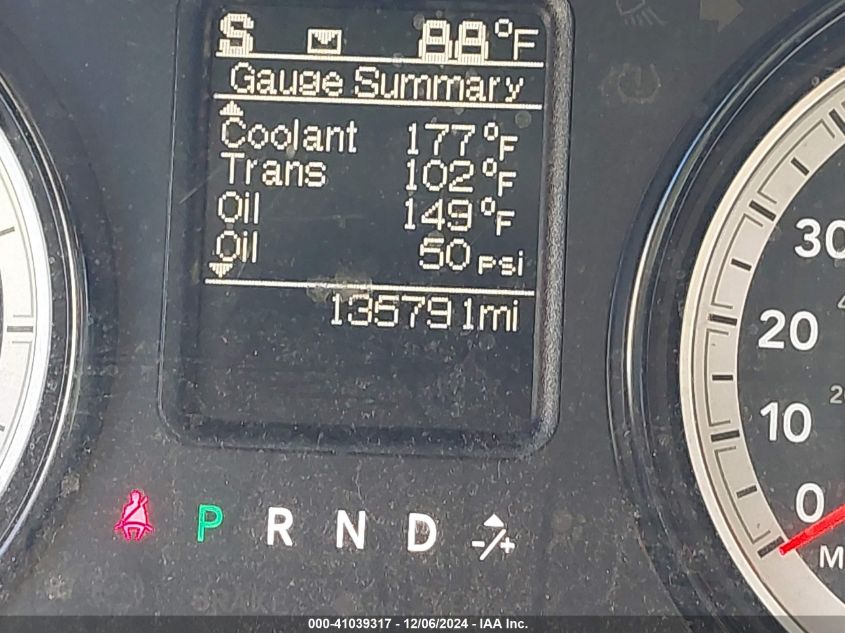 S 88°F
Gauge Summary
Coolant 177°F
Trans 102°F
Oil 149°F
Oil 50 psi
135791mi
P R N D -/+
30
20
10
0
M
000-41039317 - 12/06/2024 - IAA Inc.